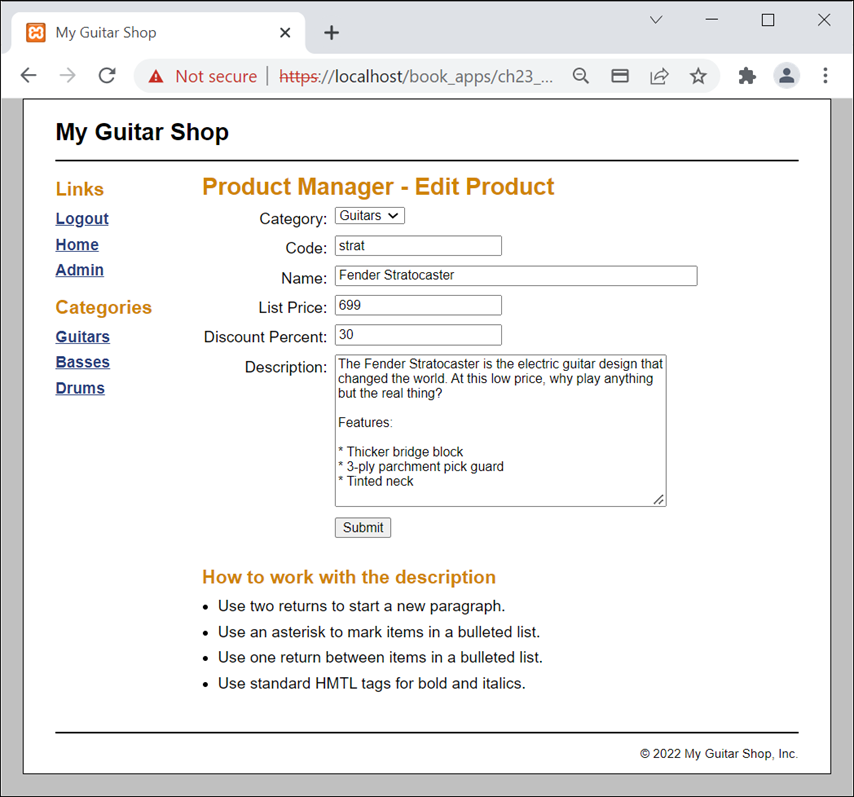 My Guitar Shop
Not secure | https://localhost/book_apps/ch23_...
My Guitar Shop
Links
Logout
Home
Admin
Categories
Guitars
Basses
Drums
Product Manager - Edit Product
Category: Guitars
Code: strat
Name: Fender Stratocaster
List Price: 699
Discount Percent: 30
Description: The Fender Stratocaster is the electric guitar design that
changed the world. At this low price, why play anything
but the real thing?
Features:
* Thicker bridge block
* 3-ply parchment pick guard
* Tinted neck
Submit
How to work with the description
• Use two returns to start a new paragraph.
• Use an asterisk to mark items in a bulleted list.
• Use one return between items in a bulleted list.
• Use standard HMTL tags for bold and italics.
© 2022 My Guitar Shop, Inc.